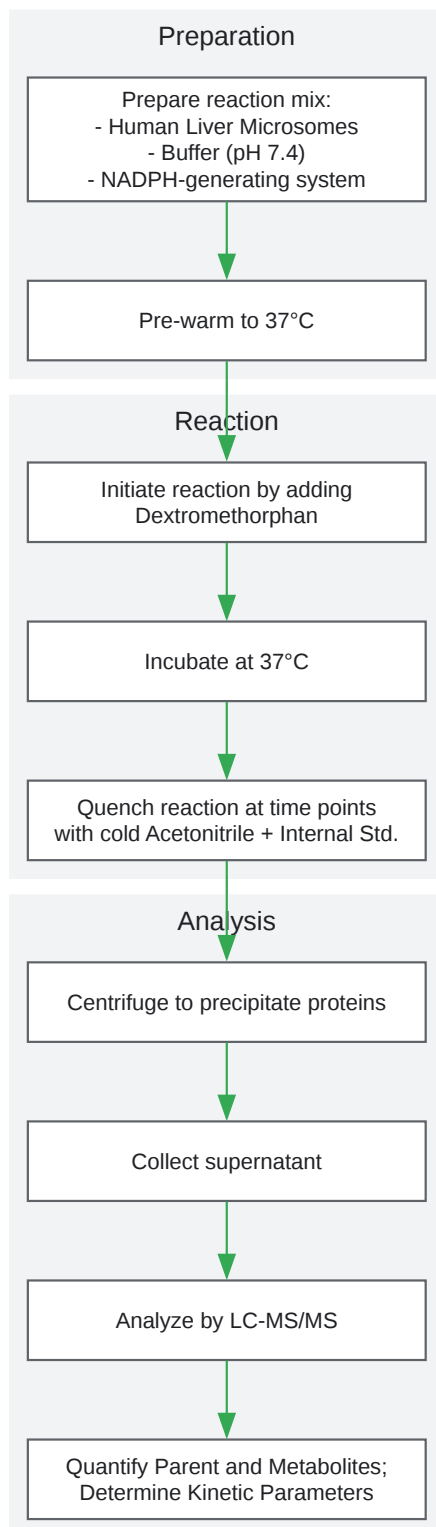 Preparation
Prepare reaction mix:
- Human Liver Microsomes
- Buffer (pH 7.4)
- NADPH-generating system
Pre-warm to 37°C
Reaction
Initiate reaction by adding
Dextromethorphan
Incubate at 37°C
Quench reaction at time points
with cold Acetonitrile + Internal Std.
Analysis
Centrifuge to precipitate proteins
Collect supernatant
Analyze by LC-MS/MS
Quantify Parent and Metabolites;
Determine Kinetic Parameters